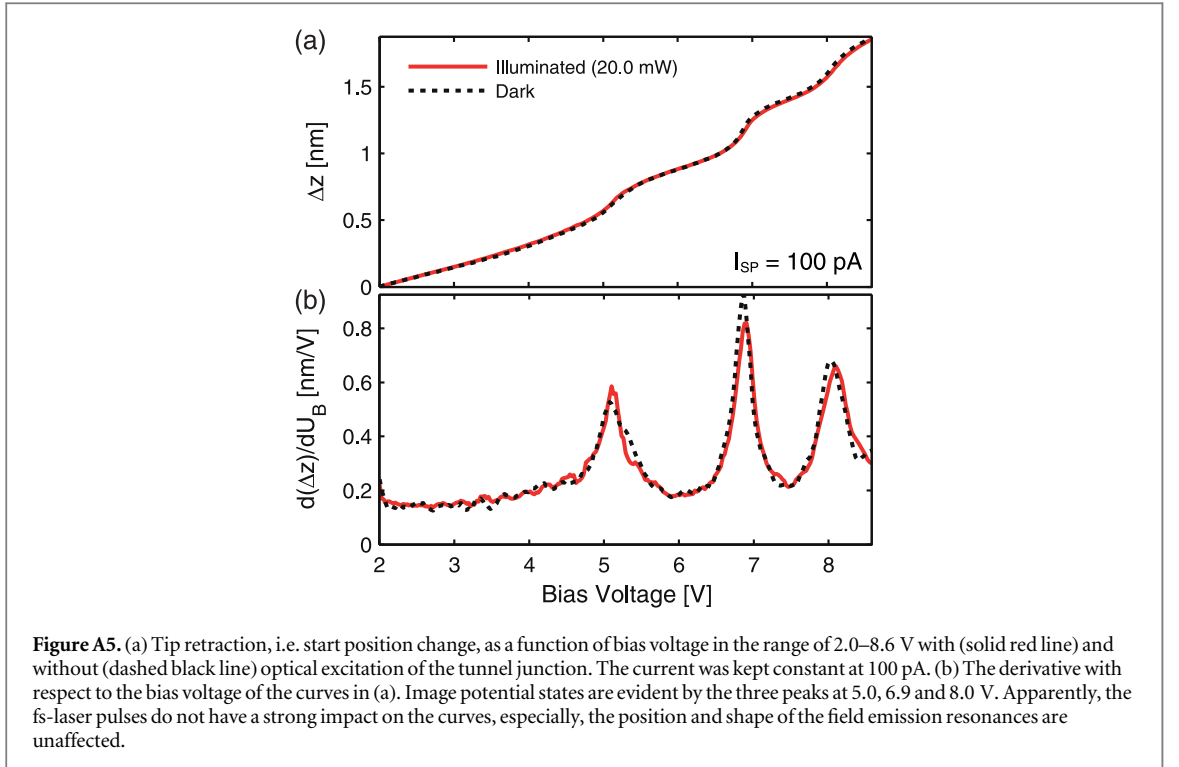 (a)
Illuminated (20.0 mW)
Dark
1.5
1
0.5
0
Δz [nm]
I_SP = 100 pA
(b)
0.8
0.6
0.4
0.2
0
d(Δz)/dU_B [nm/V]
2 3 4 5 6 7 8
Bias Voltage [V]
Figure A5. (a) Tip retraction, i.e. start position change, as a function of bias voltage in the range of 2.0–8.6 V with (solid red line) and
without (dashed black line) optical excitation of the tunnel junction. The current was kept constant at 100 pA. (b) The derivative with
respect to the bias voltage of the curves in (a). Image potential states are evident by the three peaks at 5.0, 6.9 and 8.0 V. Apparently, the
fs-laser pulses do not have a strong impact on the curves, especially, the position and shape of the field emission resonances are
unaffected.